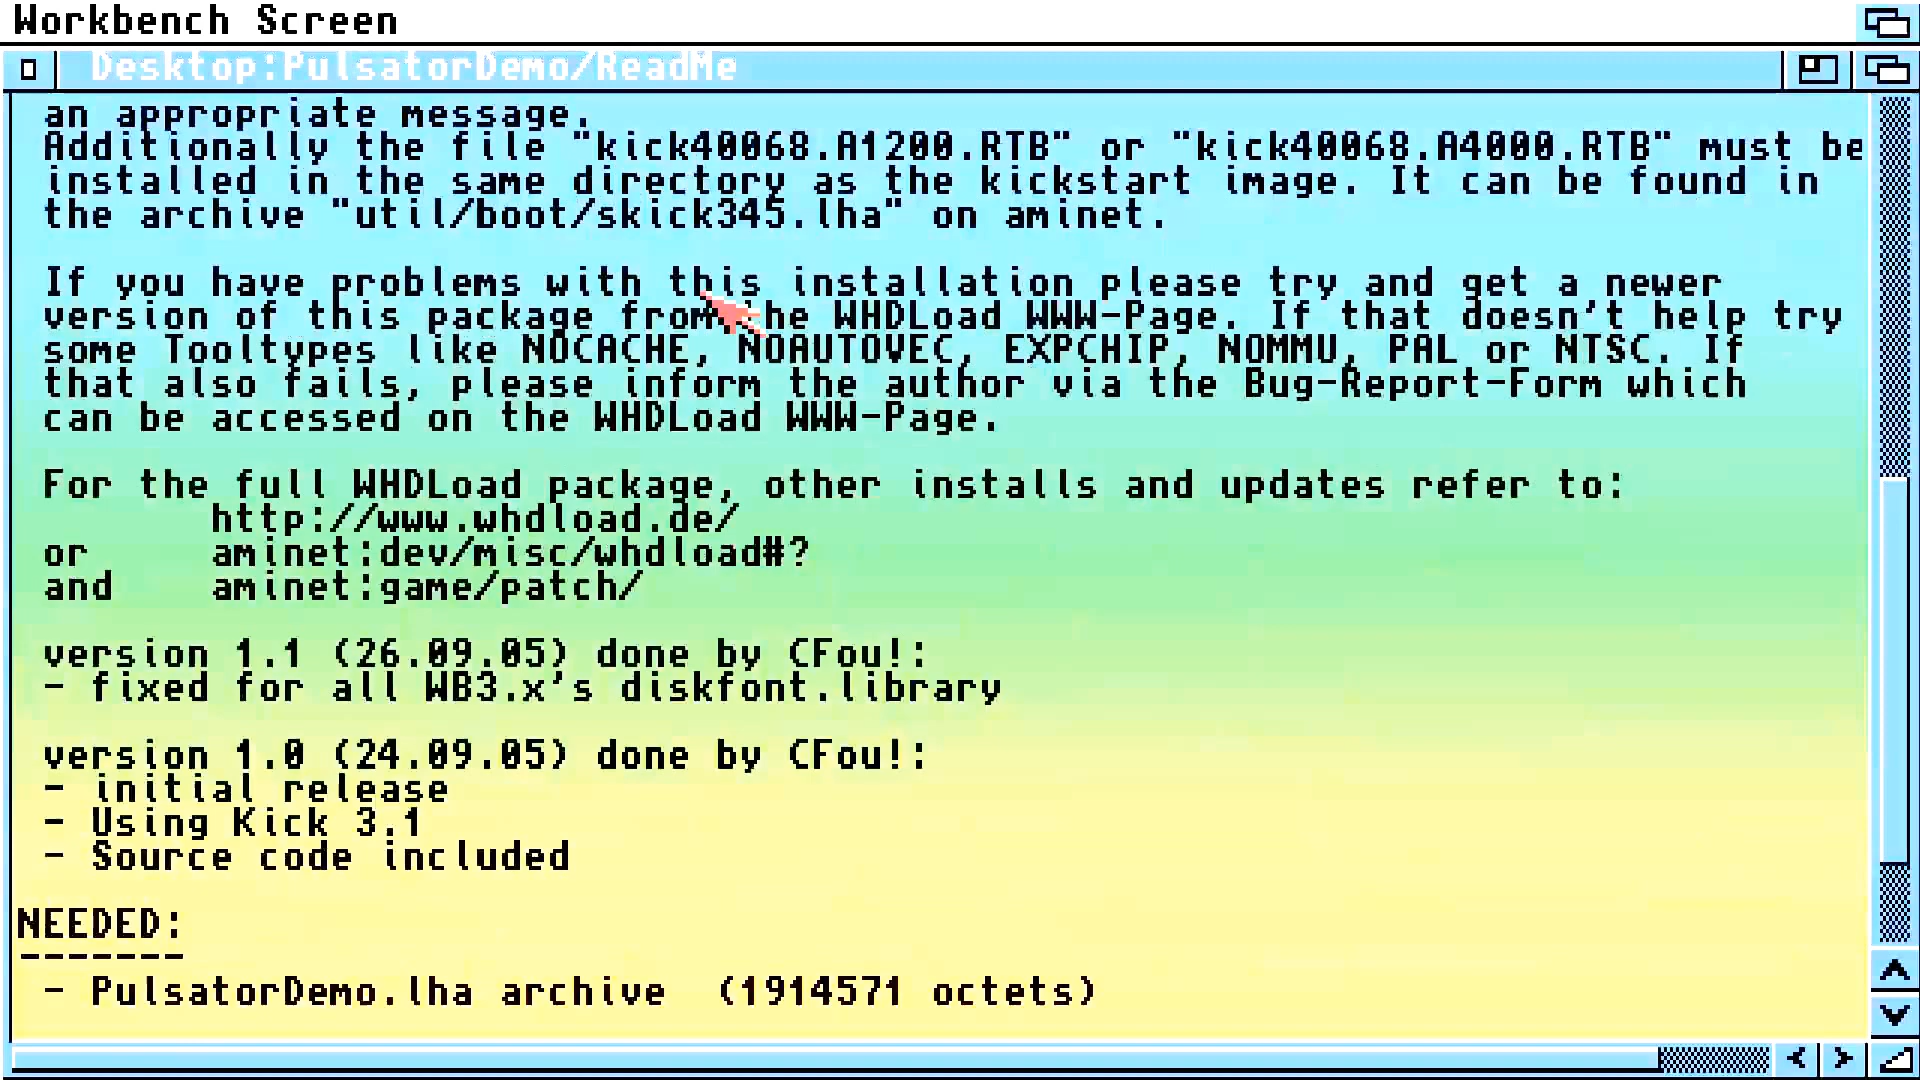 Workbench Screen
Desktop:PulsatorDemo/ReadMe
an appropriate message.
Additionally the file "kick40068.A1200.RTB" or "kick40068.A4000.RTB" must be
installed in the same directory as the kickstart image. It can be found in
the archive "util/boot/skick345.lha" on aminet.
If you have problems with this installation please try and get a newer
version of this package from the WHDLoad WWW-Page. If that doesn't help try
some Tooltypes like NOCACHE, NOAUTOVEC, EXPCHIP, NOMMU, PAL or NTSC. If
that also fails, please inform the author via the Bug-Report-Form which
can be accessed on the WHDLoad WWW-Page.
For the full WHDLoad package, other installs and updates refer to:
http://www.whdload.de/
or aminet:dev/misc/whdload#?
and aminet:game/patch/
version 1.1 (26.09.05) done by CFou!:
- fixed for all WB3.x's diskfont.library
version 1.0 (24.09.05) done by CFou!:
- initial release
- Using Kick 3.1
- Source code included
NEEDED:
-------
- PulsatorDemo.lha archive (1914571 octets)